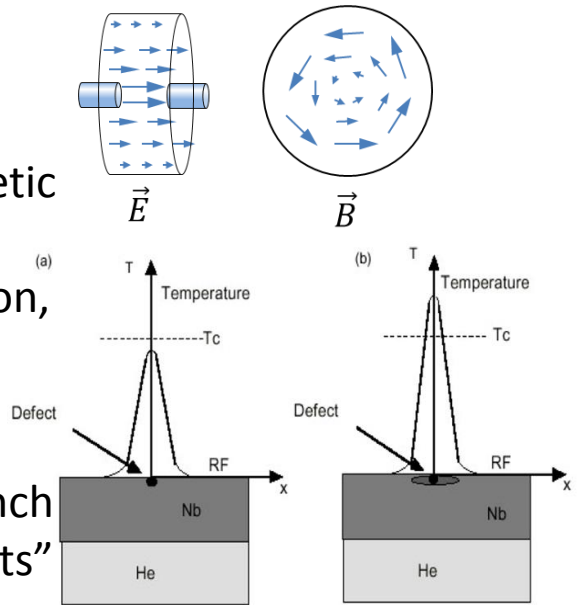 E B
etic
(a) T (b) T
Temperature Temperature
on,
Tc Tc
Defect Defect
RF RF
x x
nch
Nb Nb
ts”
He He